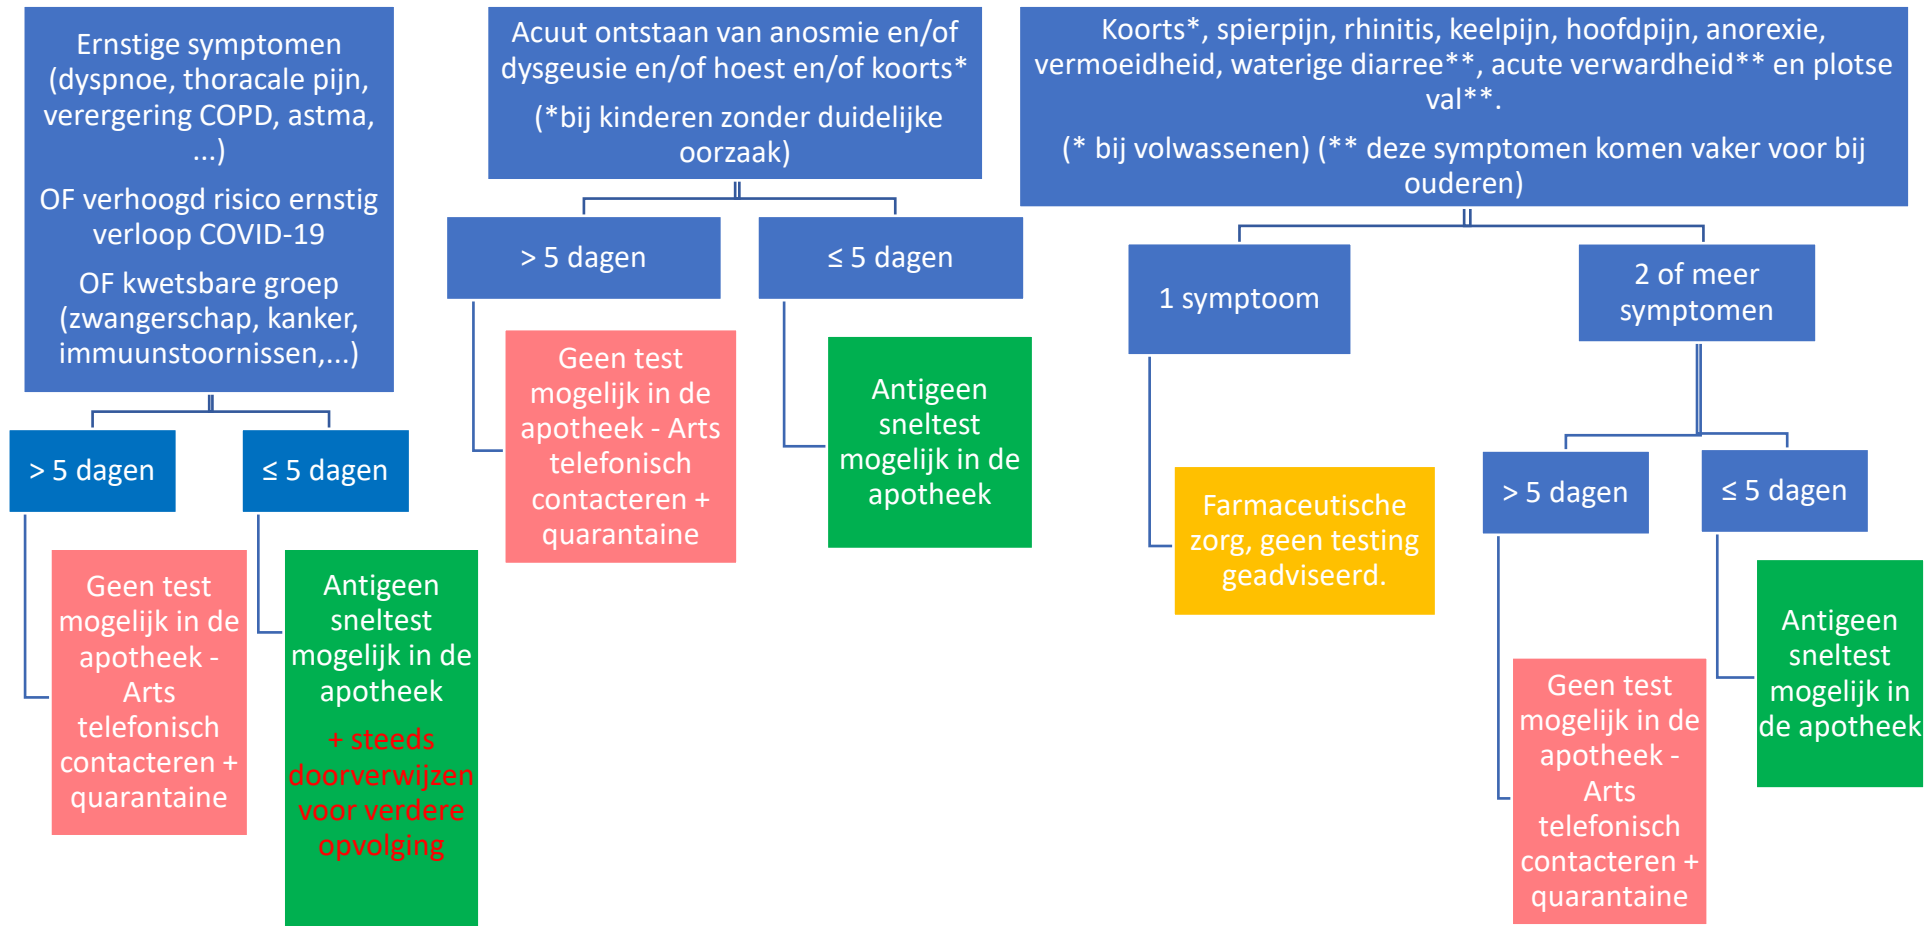 Ernstige symptomen
(dyspnoe, thoracale pijn,
verergering COPD, astma,
...)
OF verhoogd risico ernstig
verloop COVID-19
OF kwetsbare groep
(zwangerschap, kanker,
immuunstoornissen,...)
> 5 dagen
Geen test
mogelijk in de
apotheek -
Arts
telefonisch
contacteren +
quarantaine
≤ 5 dagen
Antigeen
sneltest
mogelijk in de
apotheek
+ steeds
doorverwijzen
voor verdere
opvolging
Acuut ontstaan van anosmie en/of
dysgeusie en/of hoest en/of koorts*
(*bij kinderen zonder duidelijke
oorzaak)
> 5 dagen
Geen test
mogelijk in de
apotheek - Arts
telefonisch
contacteren +
quarantaine
≤ 5 dagen
Antigeen
sneltest
mogelijk in de
apotheek
Koorts*, spierpijn, rhinitis, keelpijn, hoofdpijn, anorexie,
vermoeidheid, waterige diarree**, acute verwardheid** en plotse
val**.
(* bij volwassenen) (** deze symptomen komen vaker voor bij
ouderen)
1 symptoom
Farmaceutische
zorg, geen testing
geadviseerd.
2 of meer
symptomen
> 5 dagen
Geen test
mogelijk in de
apotheek -
Arts
telefonisch
contacteren +
quarantaine
≤ 5 dagen
Antigeen
sneltest
mogelijk in
de apotheek